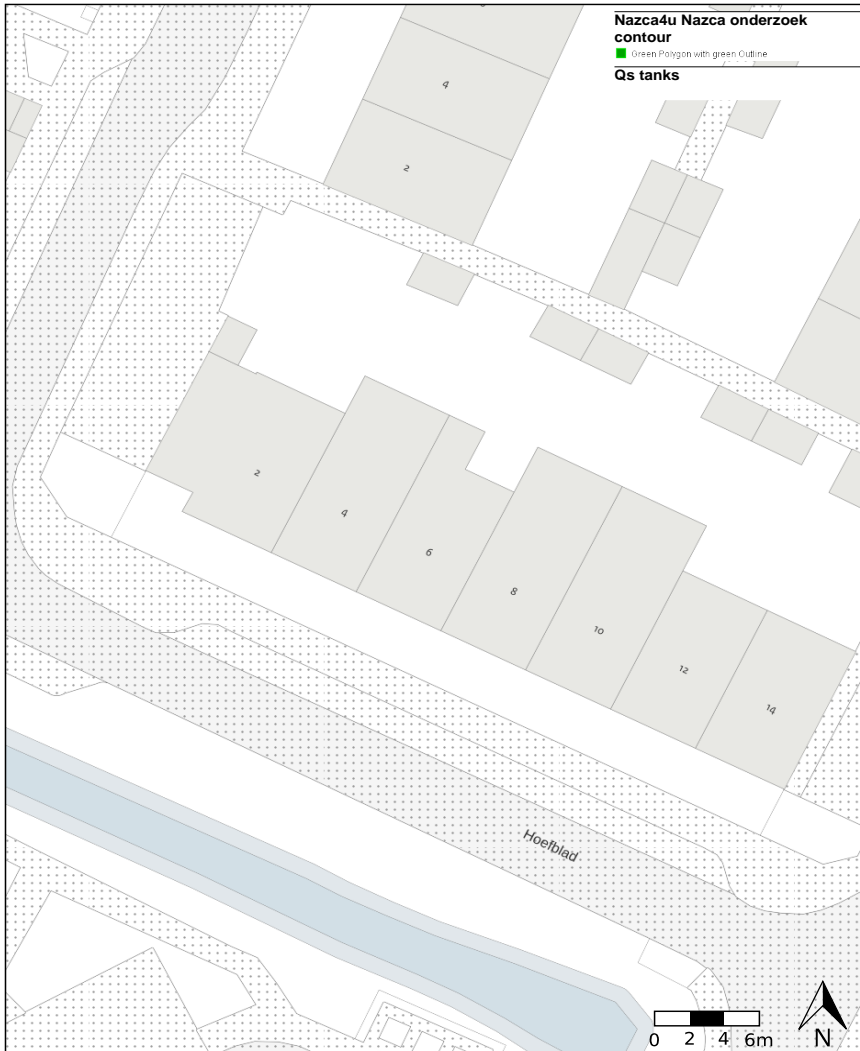 Nazca4u Nazca onderzoek
contour
Green Polygon with green Outline
Qs tanks
4
2
2
4
6
8
10
12
14
Hoefblad
0 2 4 6m
N